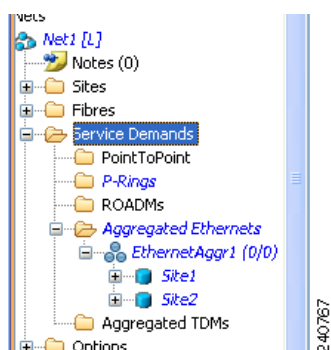 Nets
Net1 [L]
Notes (0)
Sites
Fibres
Service Demands
PointToPoint
P-Rings
ROADMs
Aggregated Ethernets
EthernetAggr1 (0/0)
Site1
Site2
Aggregated TDMs
Options
240767